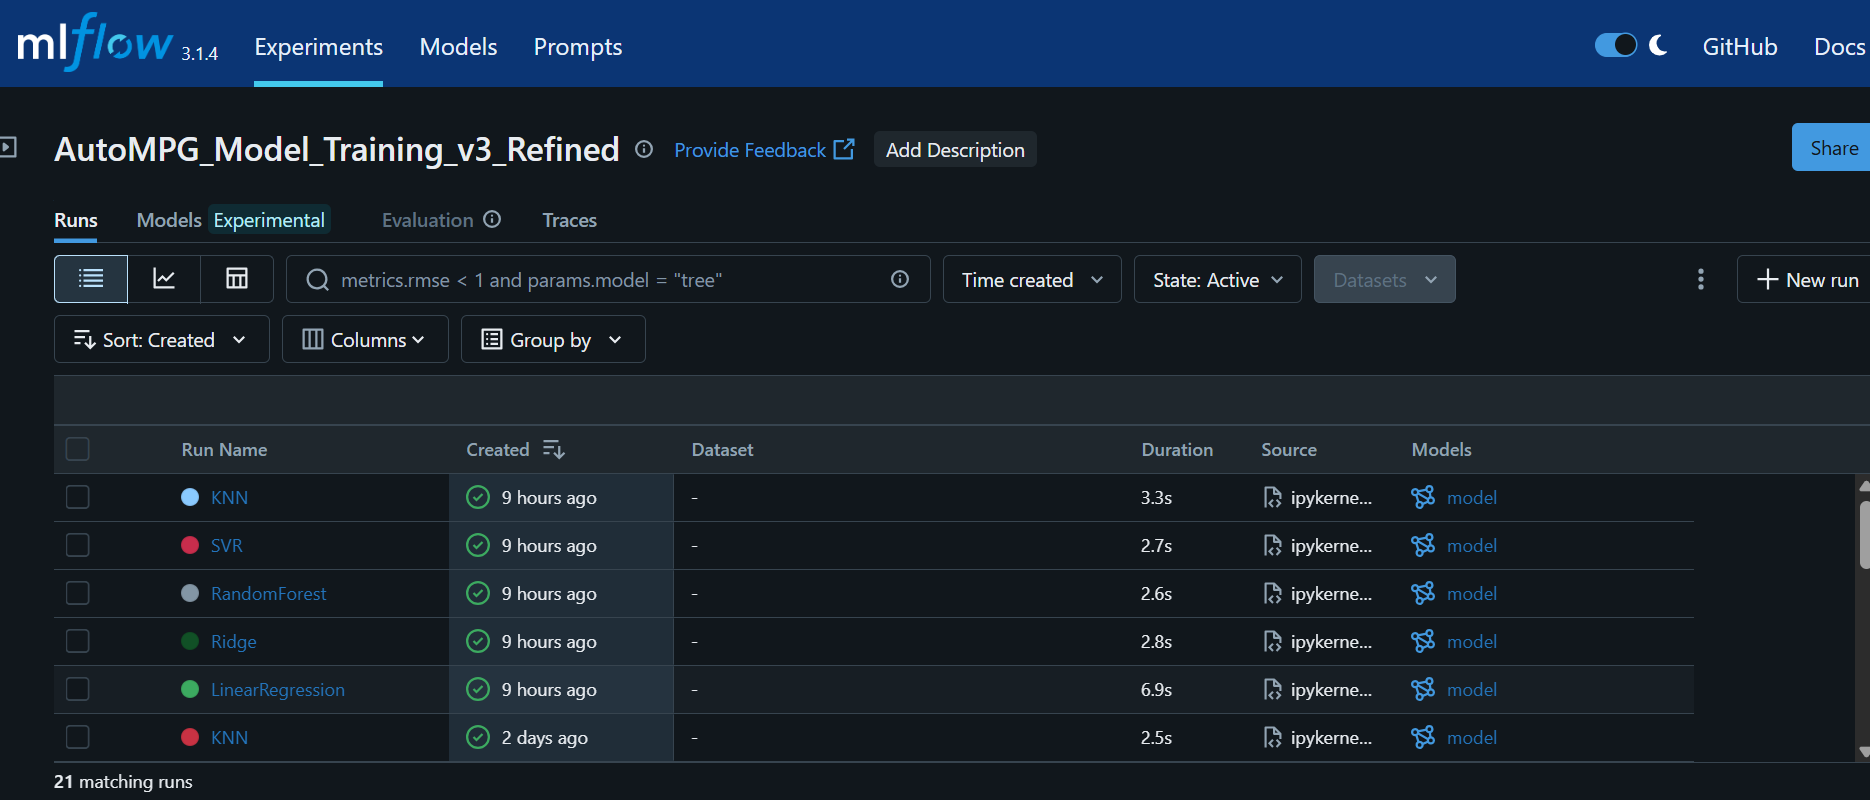 mlflow 3.1.4 Experiments Models Prompts GitHub Docs
AutoMPG_Model_Training_v3_Refined Provide Feedback Add Description Share
Runs Models Experimental Evaluation Traces
metrics.rmse < 1 and params.model = "tree" Time created State: Active Datasets New run
Sort: Created Columns Group by
Run Name Created Dataset Duration Source Models
KNN 9 hours ago - 3.3s ipykerne... model
SVR 9 hours ago - 2.7s ipykerne... model
RandomForest 9 hours ago - 2.6s ipykerne... model
Ridge 9 hours ago - 2.8s ipykerne... model
LinearRegression 9 hours ago - 6.9s ipykerne... model
KNN 2 days ago - 2.5s ipykerne... model
21 matching runs